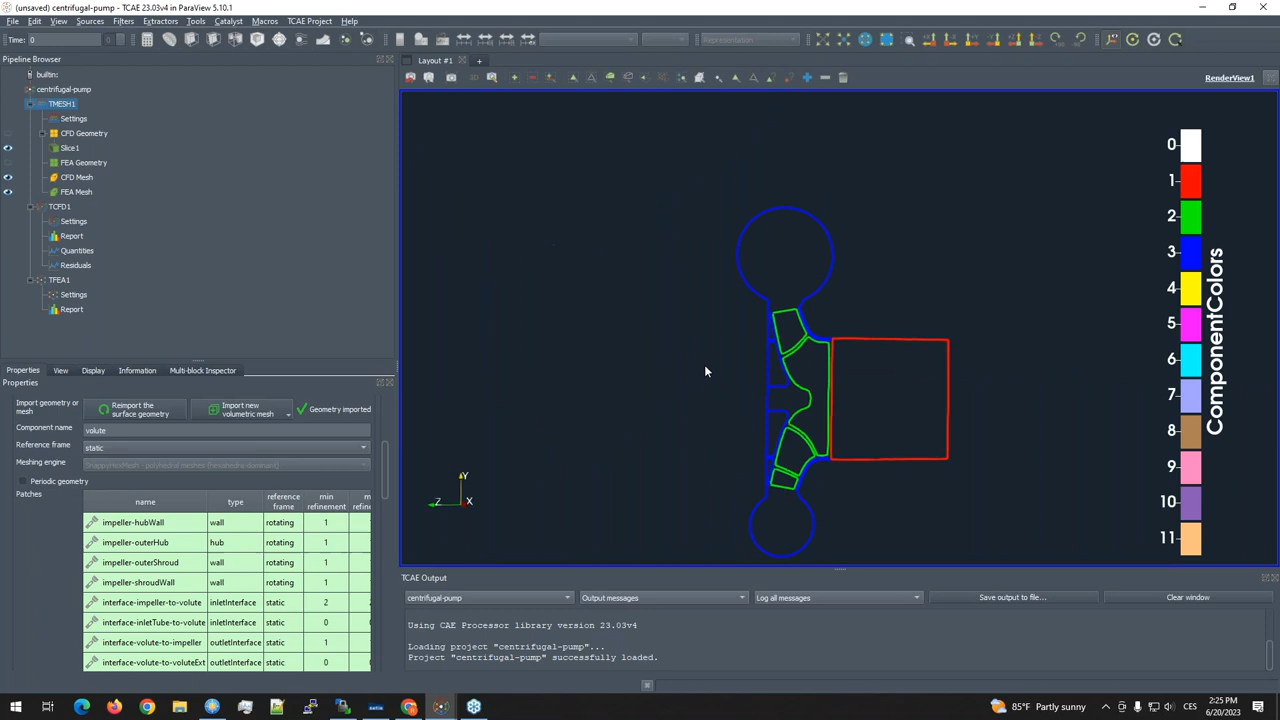 (unsaved) centrifugal-pump - TCAE 23.03v4 in ParaView 5.10.1
File Edit View Sources Filters Extractors Tools Catalyst Macros TCAE Project Help
Time: 0
Representation
+X -X +Y -Y +Z -Z
Pipeline Browser
Layout #1
builtin:
centrifugal-pump
TMESH1
Settings
CFD Geometry
Slice1
FEA Geometry
CFD Mesh
FEA Mesh
TCFD1
Settings
Report
Quantities
Residuals
TFEA1
Settings
Report
3D
RenderView1
0
1
2
3
4
5
6
7
8
9
10
11
ComponentColors
Y
Z
X
Properties View Display Information Multi-block Inspector
Properties
Import geometry or mesh
Reimport the surface geometry
Import new volumetric mesh
Geometry imported
Component name volute
Reference frame static
Meshing engine SnappyHexMesh - polyhedral meshes (hexahedra-dominant)
Periodic geometry
Patches
name type reference frame min refinement
impeller-hubWall wall rotating 1
impeller-outerHub hub rotating 1
impeller-outerShroud wall rotating 1
impeller-shroudWall wall rotating 1
interface-impeller-to-volute inletInterface static 2
interface-inletTube-to-volute inletInterface static 0
interface-volute-to-impeller outletInterface static 1
interface-volute-to-voluteExt outletInterface static 0
TCAE Output
centrifugal-pump Output messages Log all messages Save output to file... Clear window
Using CAE Processor library version 23.03v4
Loading project "centrifugal-pump"...
Project "centrifugal-pump" successfully loaded.
85°F Partly sunny
CES
2:25 PM
6/20/2023